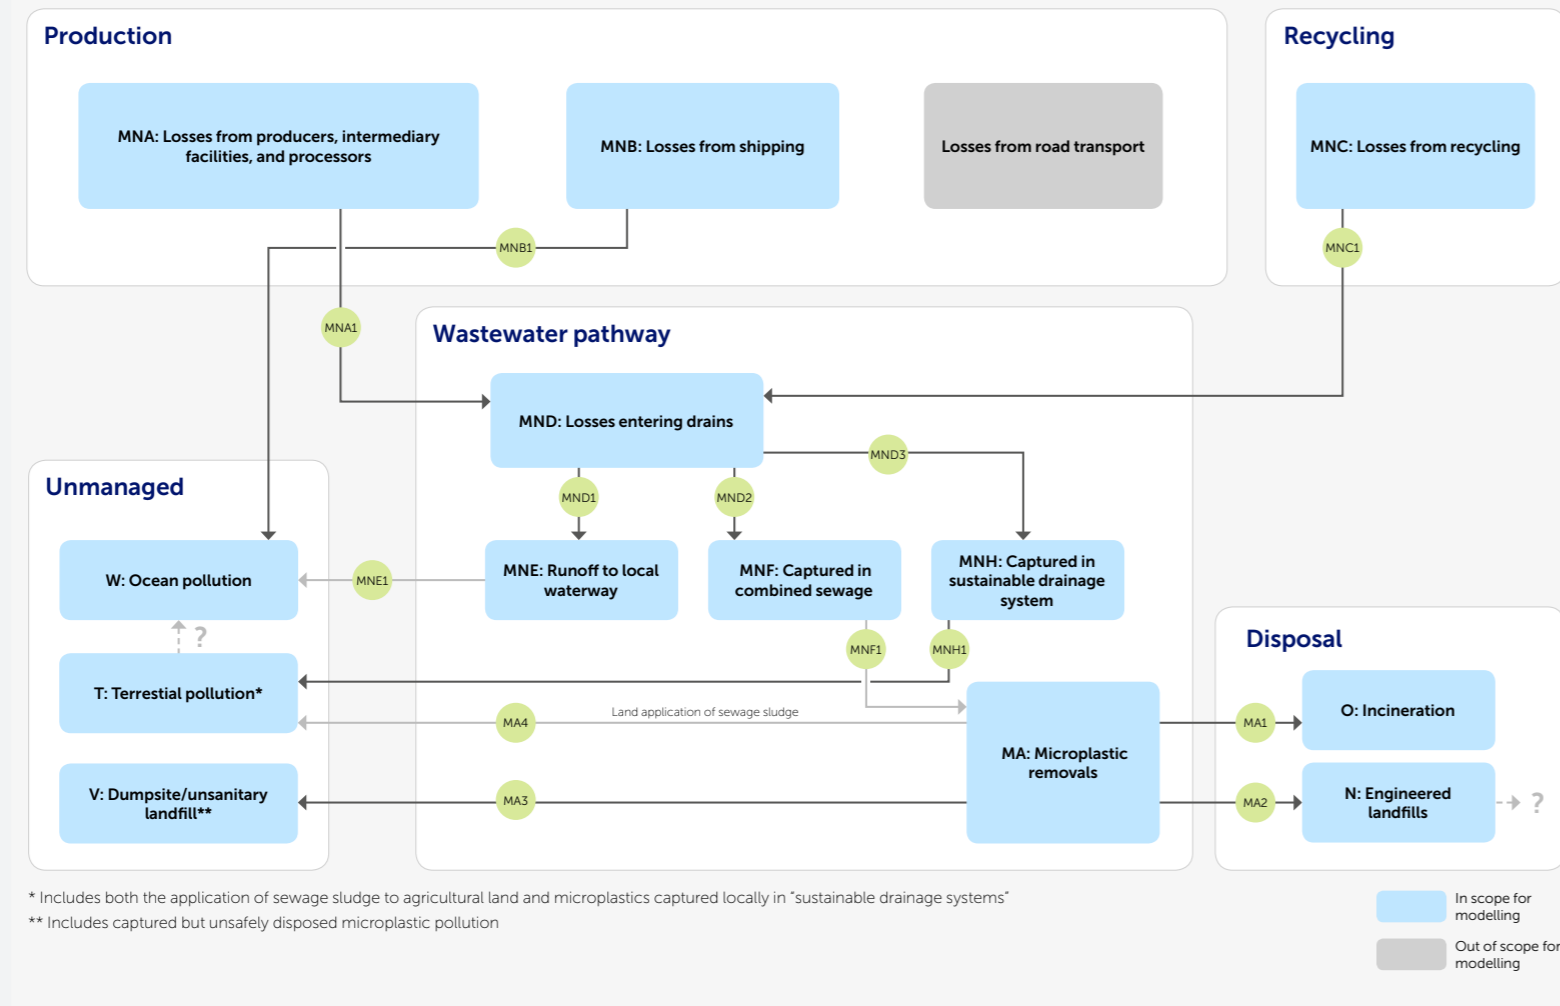 Production
Recycling
MNA: Losses from producers, intermediary
facilities, and processors
MNB: Losses from shipping
Losses from road transport
MNC: Losses from recycling
MNB1
MNC1
MNA1
Wastewater pathway
MND: Losses entering drains
MND3
MND1
MND2
Unmanaged
W: Ocean pollution
MNE1
MNE: Runoff to local
waterway
MNF: Captured in
combined sewage
MNH: Captured in
sustainable drainage
system
?
MNF1
MNH1
Disposal
T: Terrestial pollution*
MA4
Land application of sewage sludge
MA: Microplastic
removals
MA1
O: Incineration
V: Dumpsite/unsanitary
landfill**
MA3
MA2
N: Engineered
landfills
?
* Includes both the application of sewage sludge to agricultural land and microplastics captured locally in “sustainable drainage systems”
** Includes captured but unsafely disposed microplastic pollution
In scope for
modelling
Out of scope for
modelling